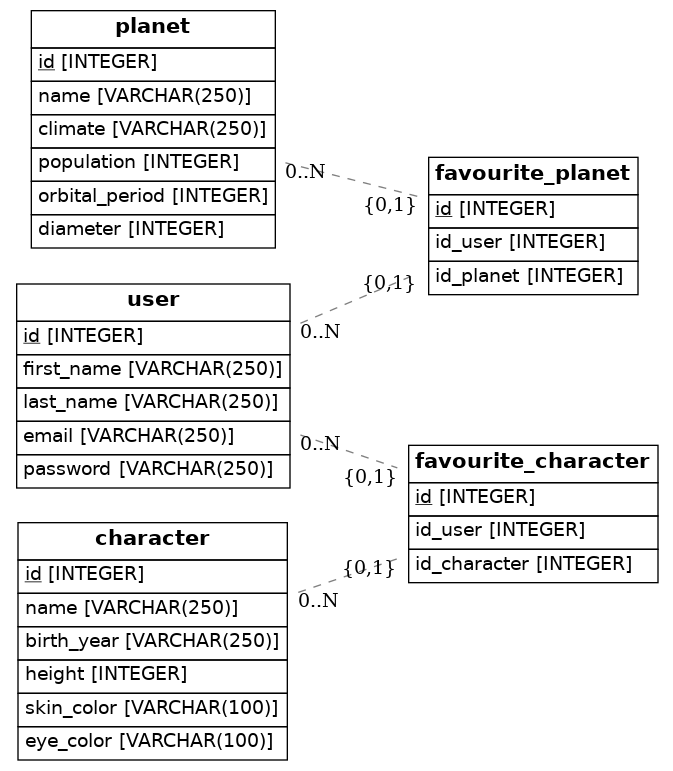 planet
id [INTEGER]
name [VARCHAR(250)]
climate [VARCHAR(250)]
population [INTEGER]
orbital_period [INTEGER]
diameter [INTEGER]
0..N
{0,1}
favourite_planet
id [INTEGER]
id_user [INTEGER]
id_planet [INTEGER]
{0,1}
0..N
user
id [INTEGER]
first_name [VARCHAR(250)]
last_name [VARCHAR(250)]
email [VARCHAR(250)]
password [VARCHAR(250)]
0..N
{0,1}
favourite_character
id [INTEGER]
id_user [INTEGER]
id_character [INTEGER]
{0,1}
0..N
character
id [INTEGER]
name [VARCHAR(250)]
birth_year [VARCHAR(250)]
height [INTEGER]
skin_color [VARCHAR(100)]
eye_color [VARCHAR(100)]